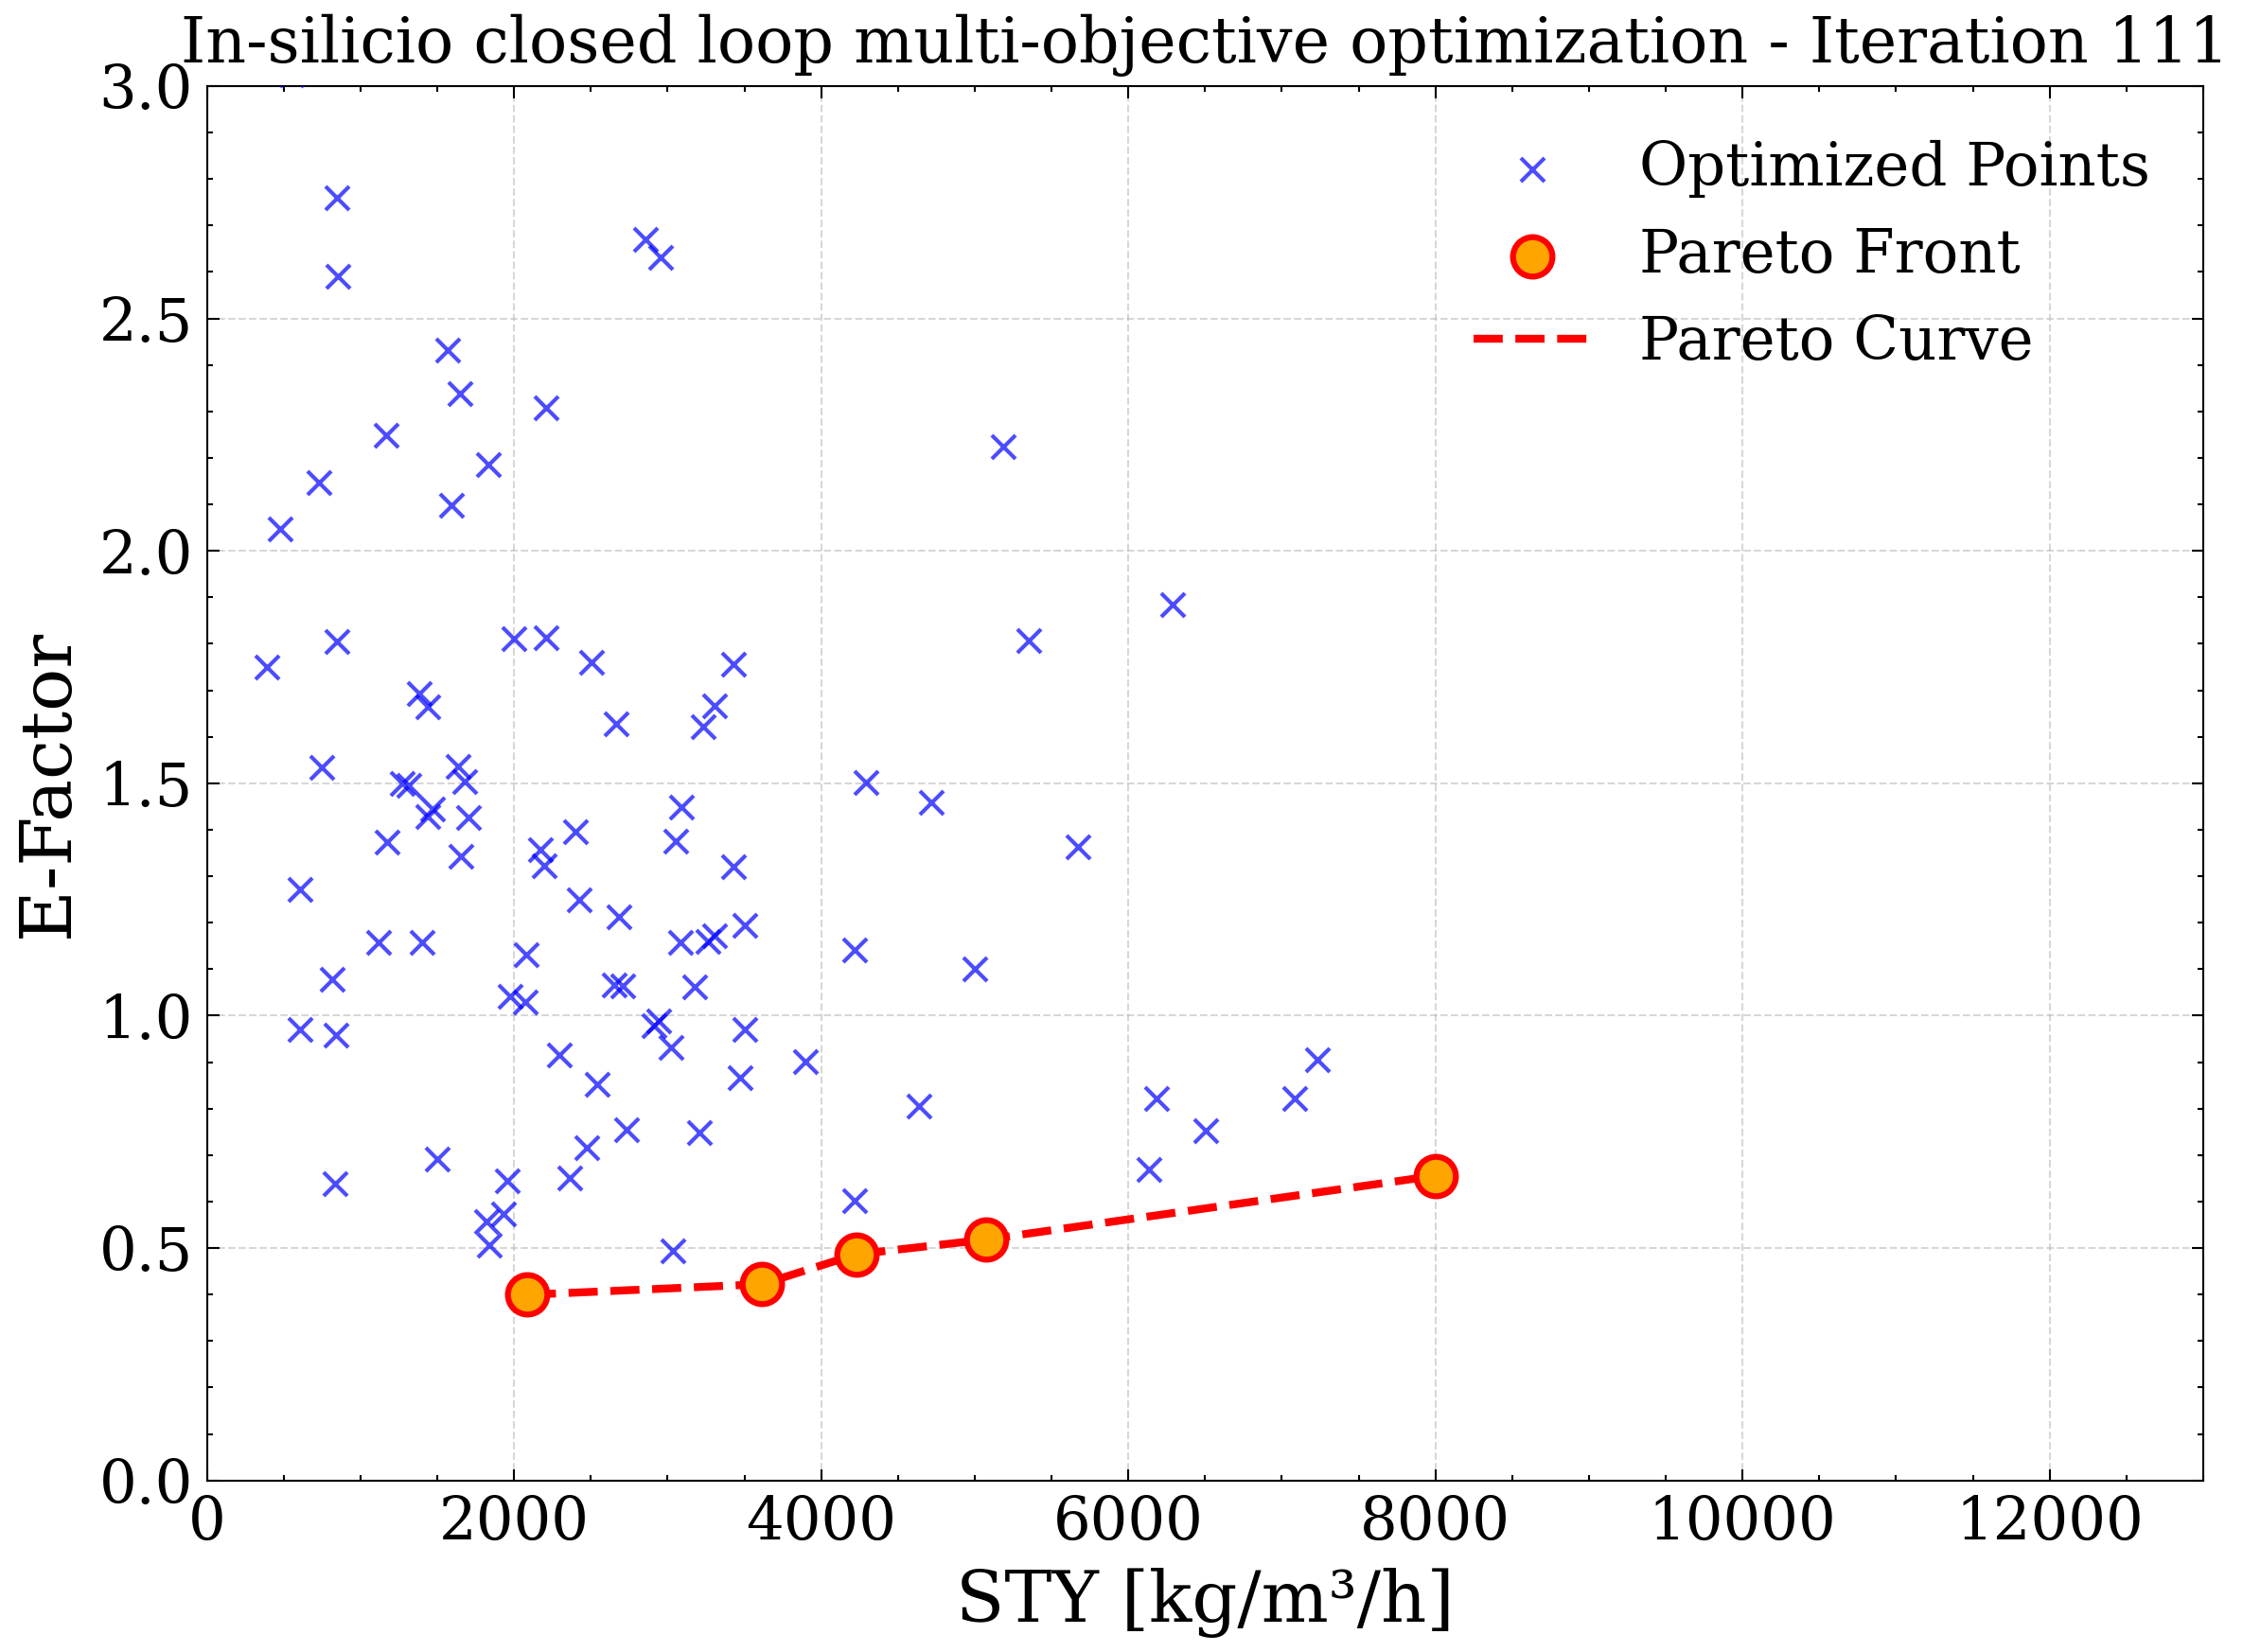 In-silicio closed loop multi-objective optimization - Iteration 111
Optimized Points
Pareto Front
Pareto Curve
3.0
2.5
2.0
1.5
1.0
0.5
0.0
E-Factor
0 2000 4000 6000 8000 10000 12000
STY [kg/m³/h]